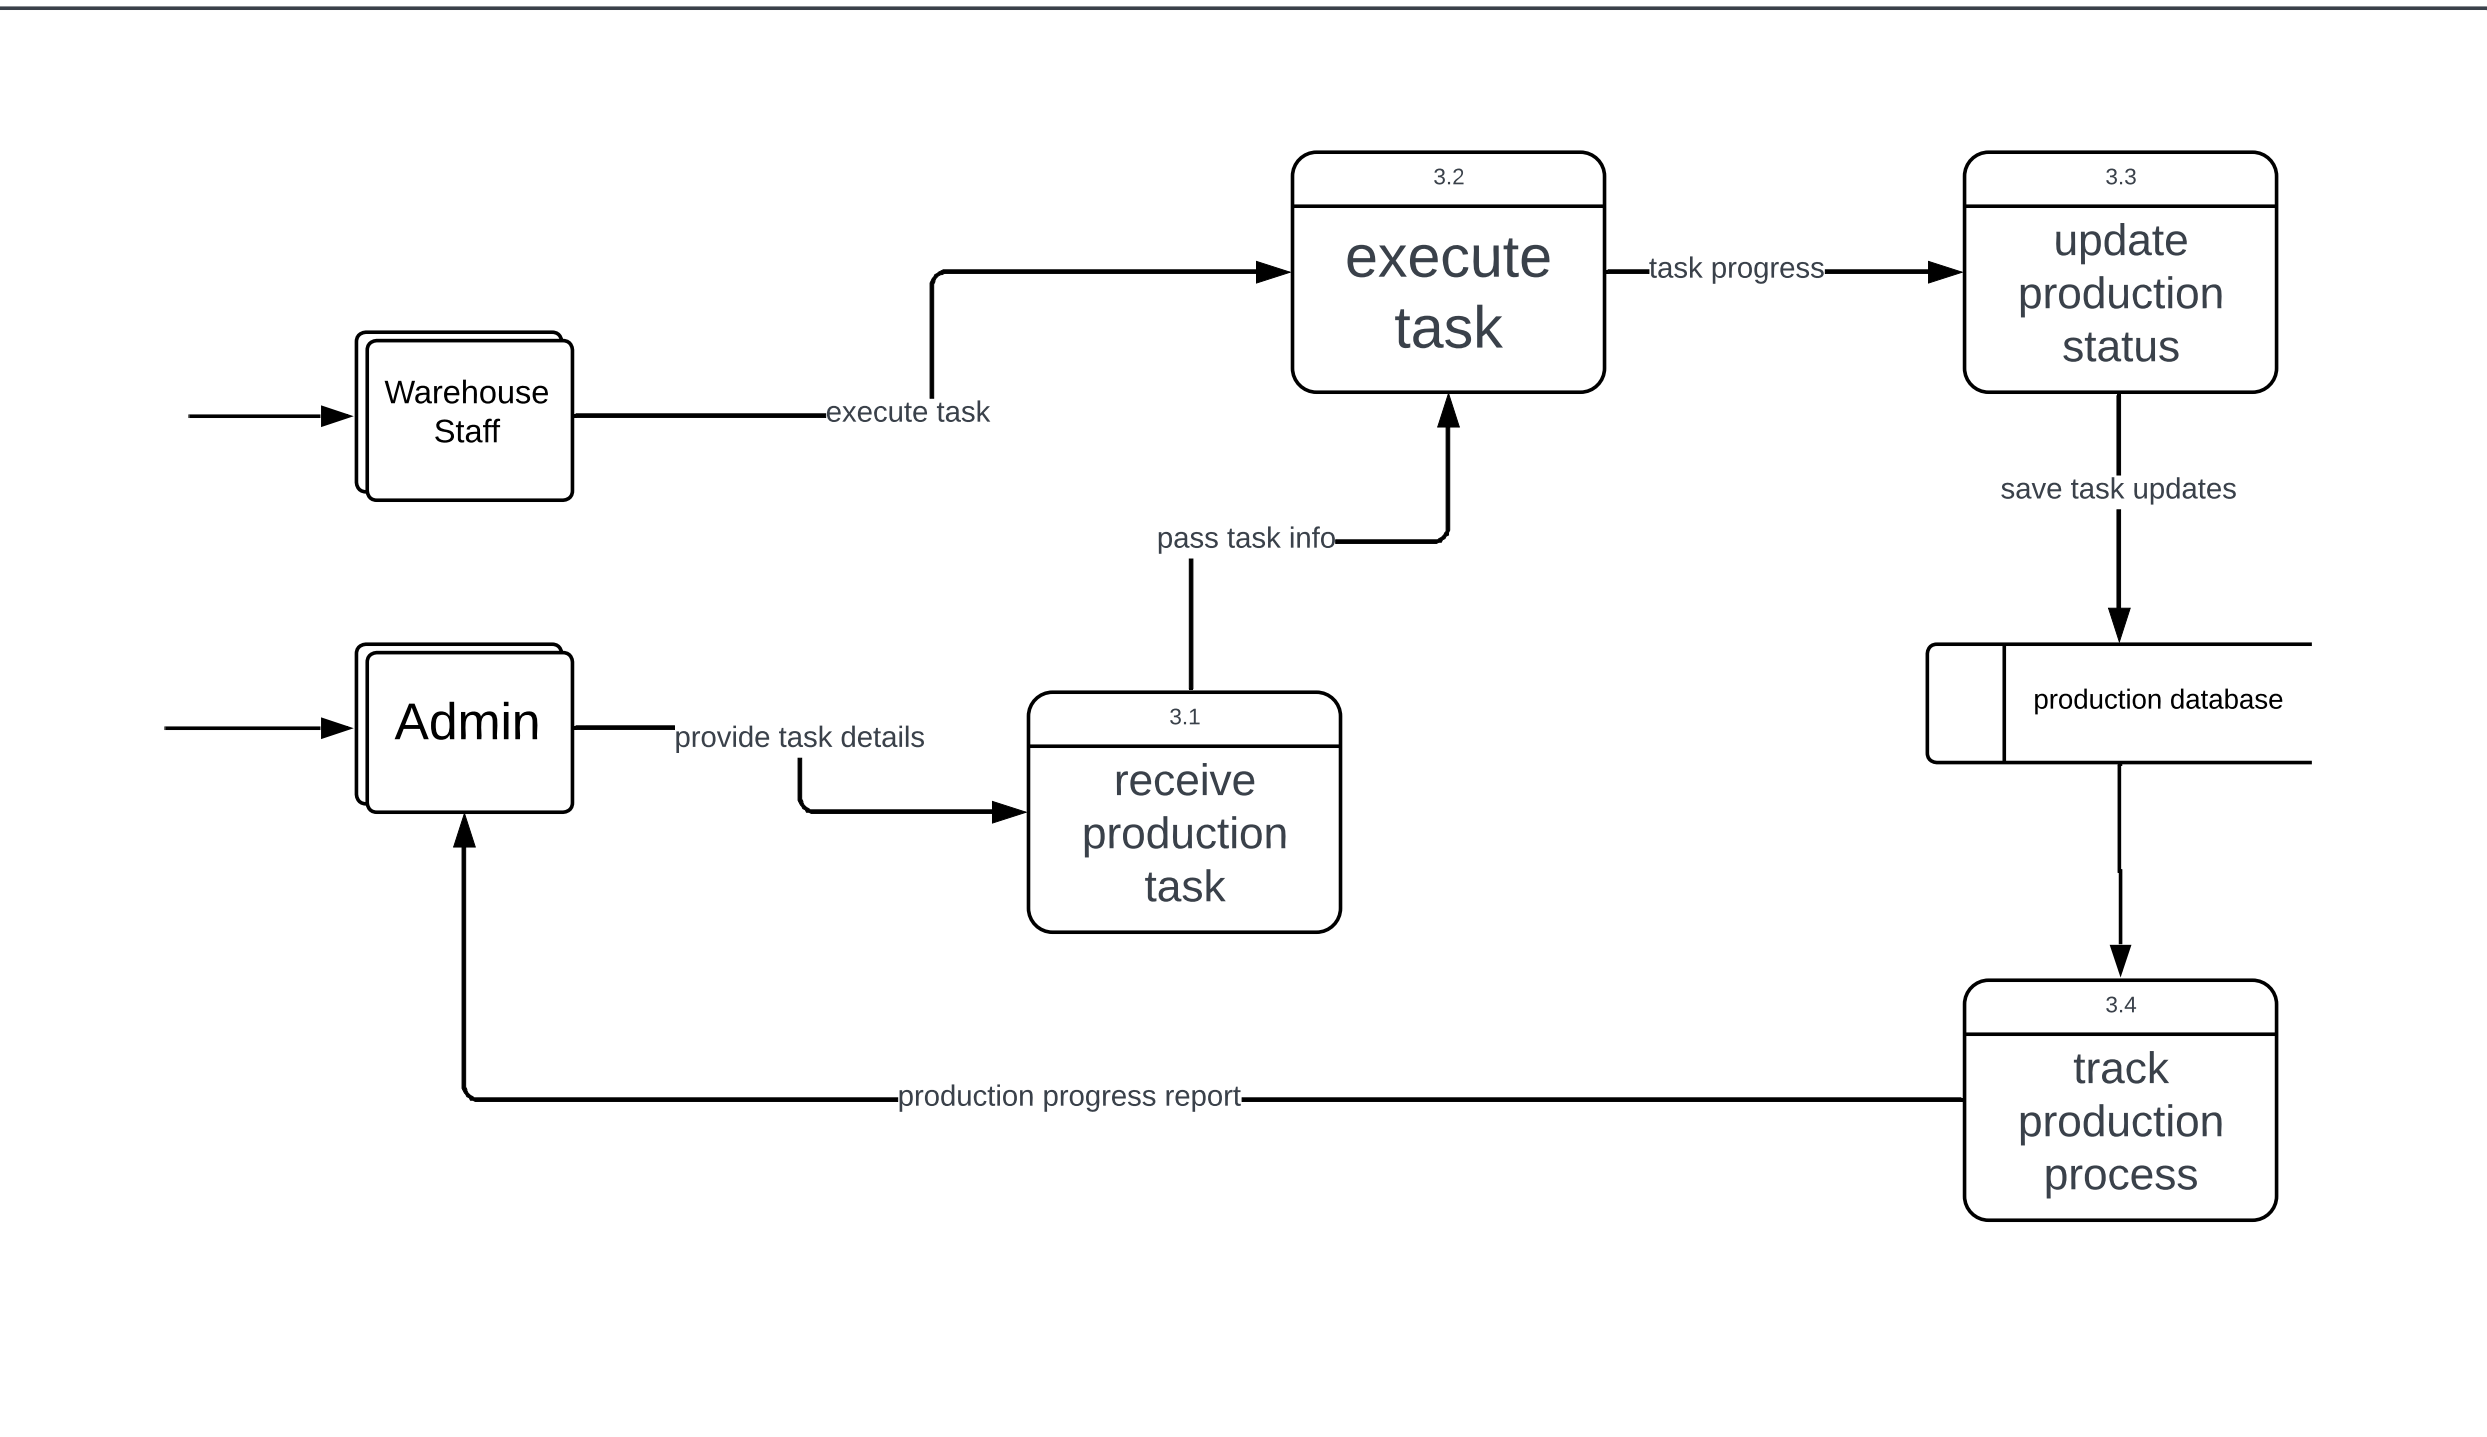 3.2
execute
task
task progress
3.3
update
production
status
Warehouse
Staff
execute task
save task updates
pass task info
Admin
provide task details
3.1
receive
production
task
production database
3.4
track
production
process
production progress report